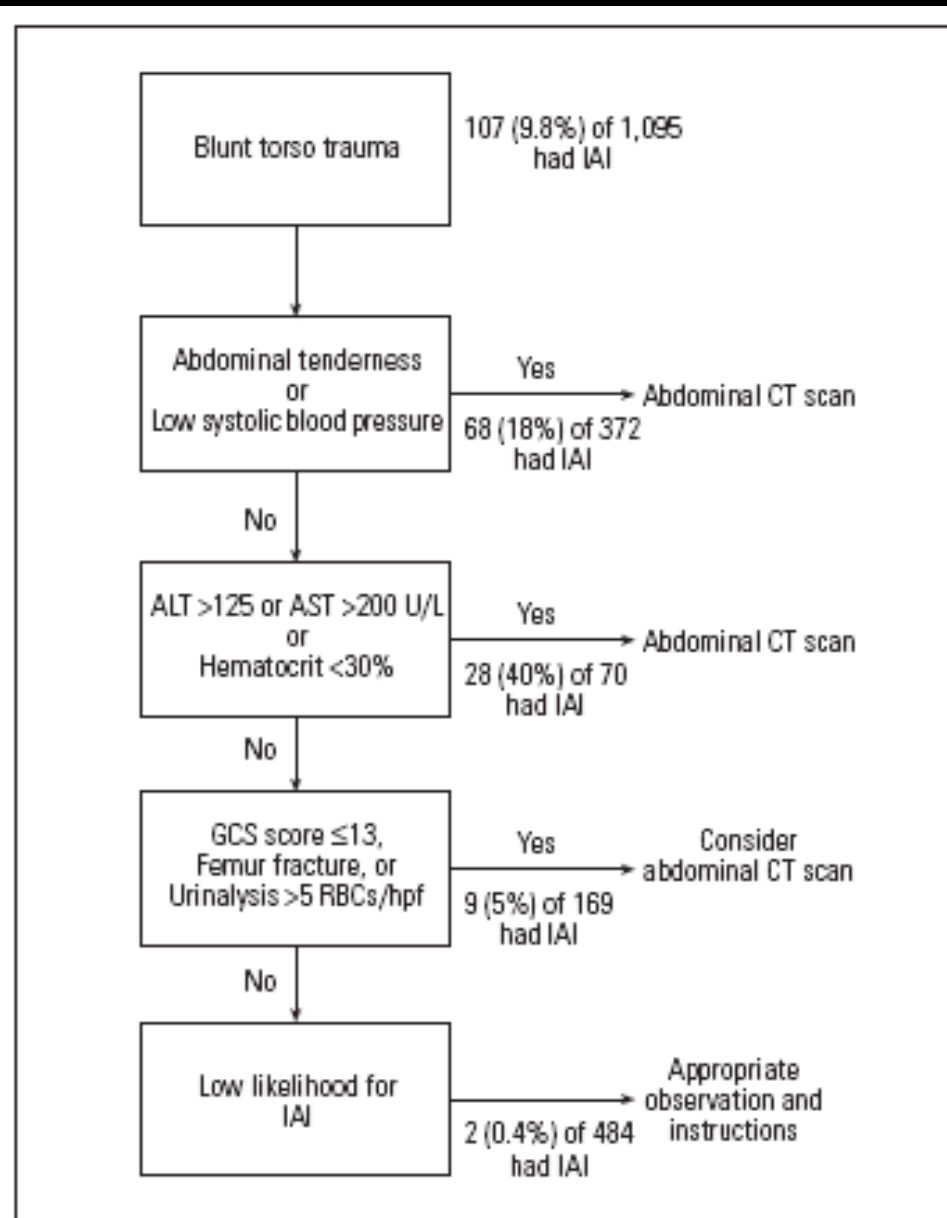 Blunt torso trauma
107 (9.8%) of 1,095
had IAI
Abdominal tenderness
or
Low systolic blood pressure
Yes
Abdominal CT scan
68 (18%) of 372
had IAI
No
ALT >125 or AST >200 U/L
or
Hematocrit <30%
Yes
Abdominal CT scan
28 (40%) of 70
had IAI
No
GCS score ≤13,
Femur fracture, or
Urinalysis >5 RBCs/hpf
Yes
Consider
abdominal CT scan
9 (5%) of 169
had IAI
No
Low likelihood for
IAI
2 (0.4%) of 484
had IAI
Appropriate
observation and
instructions